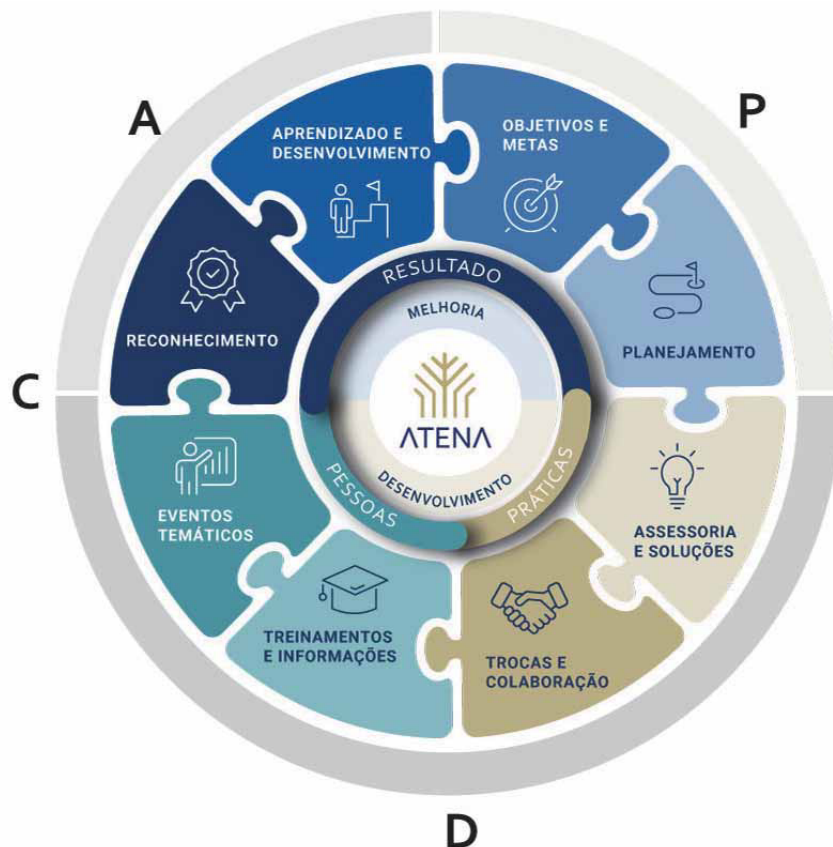 A
P
APRENDIZADO E
DESENVOLVIMENTO
OBJETIVOS E
METAS
RESULTADO
MELHORIA
RECONHECIMENTO
PLANEJAMENTO
C
ATENA
DESENVOLVIMENTO
PESSOAS
PRÁTICAS
EVENTOS
TEMÁTICOS
ASSESSORIA
E SOLUÇÕES
TREINAMENTOS
E INFORMAÇÕES
TROCAS E
COLABORAÇÃO
D